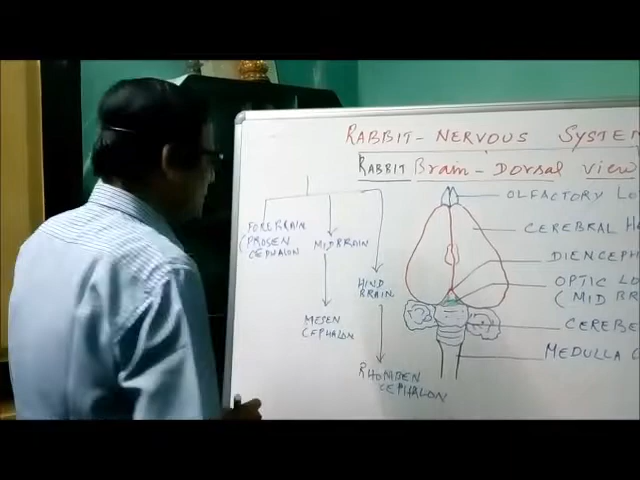 RABBIT - NERVOUS SYSTEM
RABBIT Brain - Dorsal view
FOREBRAIN
(PROSEN
CEPHALON
MIDBRAIN
HIND
BRAIN
MESEN
CEPHALON
RHOMBEN
CEPHALON
OLFACTORY LO
CEREBRAL H
DIENCEPH
OPTIC LO
(MID BR
CEREBE
MEDULLA O